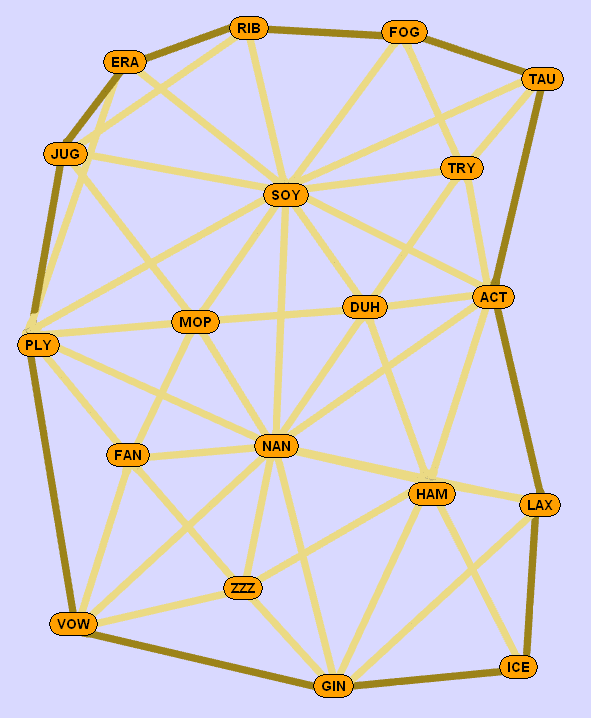 RIB
FOG
ERA
TAU
JUG
TRY
SOY
ACT
DUH
MOP
PLY
NAN
FAN
HAM
LAX
ZZZ
VOW
ICE
GIN